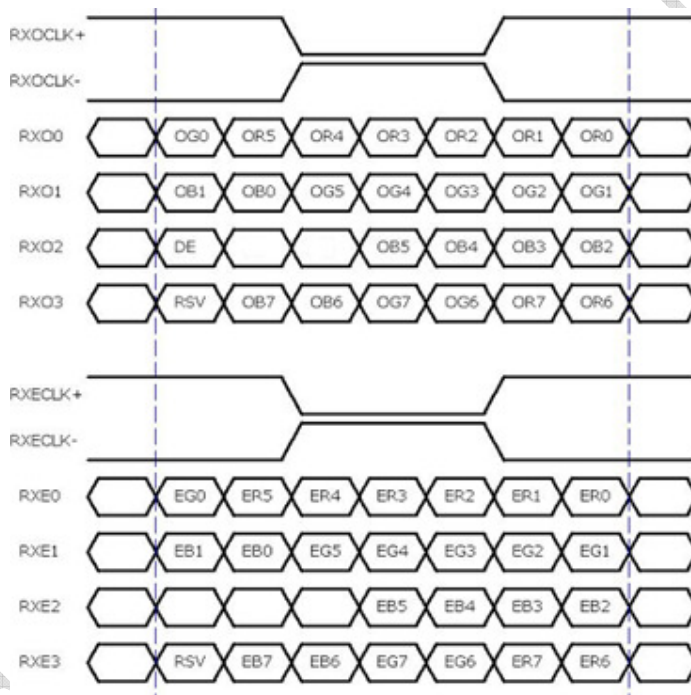 RXOCLK+
RXOCLK-
RXO0 OG0 OR5 OR4 OR3 OR2 OR1 OR0
RXO1 OB1 OB0 OG5 OG4 OG3 OG2 OG1
RXO2 DE OB5 OB4 OB3 OB2
RXO3 RSV OB7 OB6 OG7 OG6 OR7 OR6
RXECLK+
RXECLK-
RXE0 EG0 ER5 ER4 ER3 ER2 ER1 ER0
RXE1 EB1 EB0 EG5 EG4 EG3 EG2 EG1
RXE2 EB5 EB4 EB3 EB2
RXE3 RSV EB7 EB6 EG7 EG6 ER7 ER6